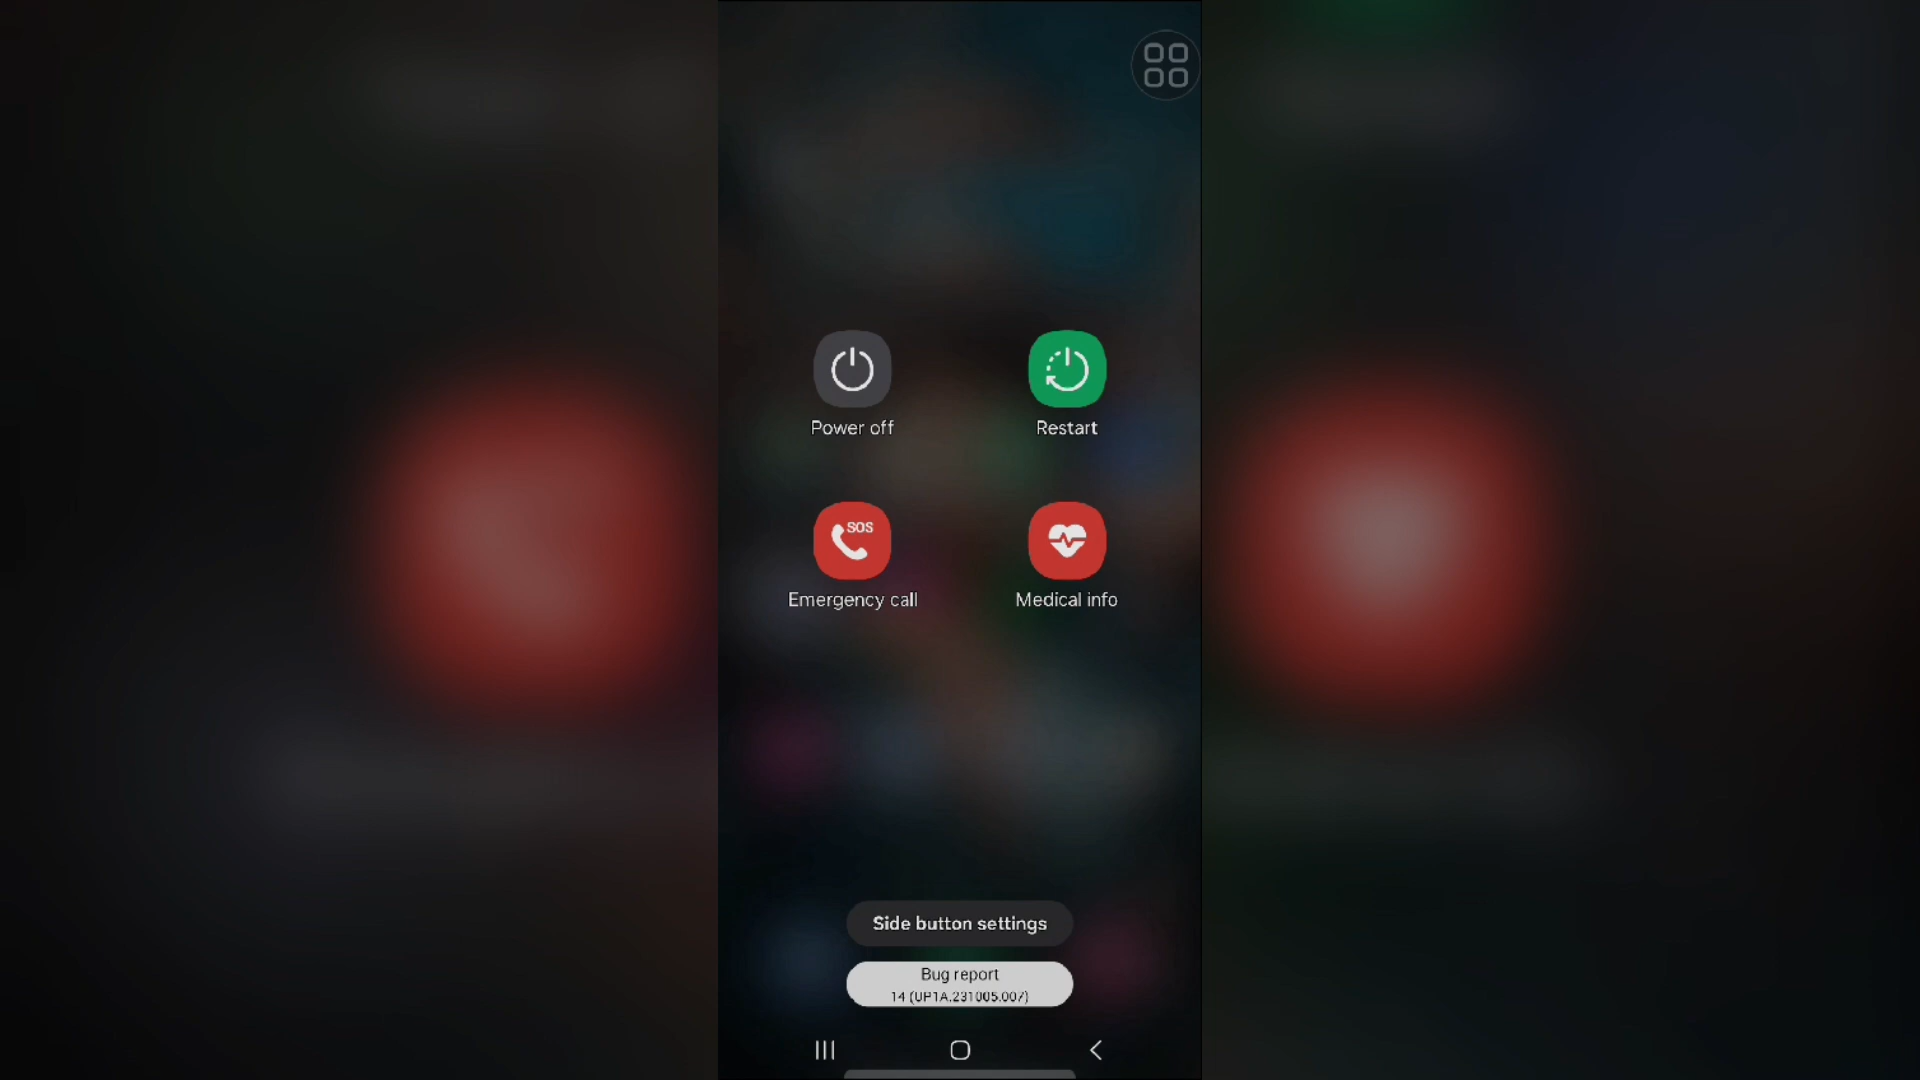 Power off
Restart
SOS
Emergency call
Medical info
Side button settings
Bug report
14 (UP1A.231005.007)